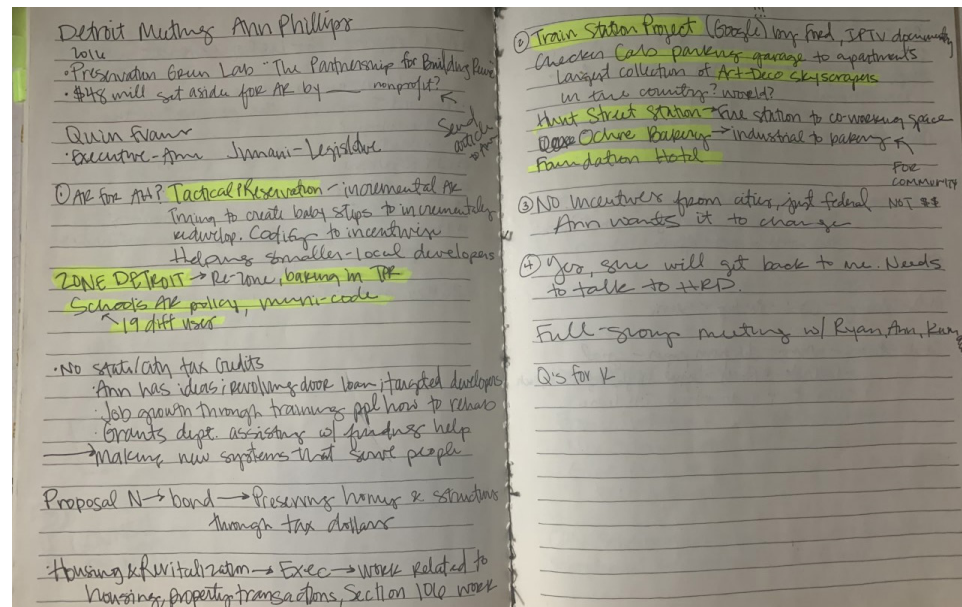 Detroit Meeting Ann Phillips
2016
• Preservation Green Lab "The Partnership for Building Reuse
• $48 mill set aside for AR by ___ nonprofit?
Send
article
Quin Evans
• Executive-Ann Jimani-Legislative
① AR for AH? Tactical Preservation - incremental AR
Trying to create baby steps to incrementally
redevelop. Codify to incentivize
Helping smaller-local developers
ZONE DETROIT → Re-Zone, baking in TPR
Schools AR policy, muni-code
19 diff uses
• No state/city tax credits
• Ann has ideas; revolving door loan; targeted developers
• Job growth through training ppl how to rehab
• Grants dept. assisting w/ funding help
→ Making new systems that serve people
Proposal N → bond → Preserving homes & structures
through tax dollars
• Housing & Revitalization → Exec → work related to
housing, property transactions, Section 106 work
② Train Station Project (Google) long Ford, IPTV documentary
Checker Cabs parking garage to apartments
Largest collection of Art-Deco skyscrapers
in the country? world?
Hunt Street Station → Fire station to co-working space
Ochre Bakery → industrial to bakery
Foundation Hotel
FOR
COMMUNITY
NOT $$
③ No incentives from cities, just federal
Ann wants it to change
④ Yes, she will get back to me. Needs
to talk to HRD.
Full-group meeting w/ Ryan, Ann,
Q's for K